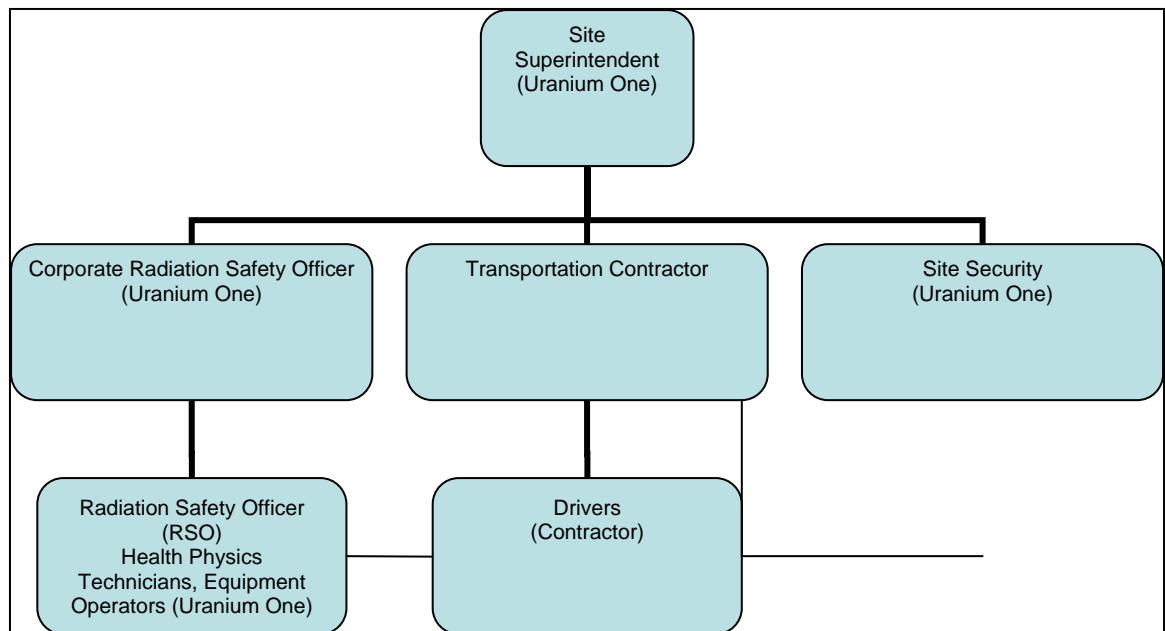 Site
Superintendent
(Uranium One)
Corporate Radiation Safety Officer
(Uranium One)
Transportation Contractor
Site Security
(Uranium One)
Radiation Safety Officer
(RSO)
Health Physics
Technicians, Equipment
Operators (Uranium One)
Drivers
(Contractor)